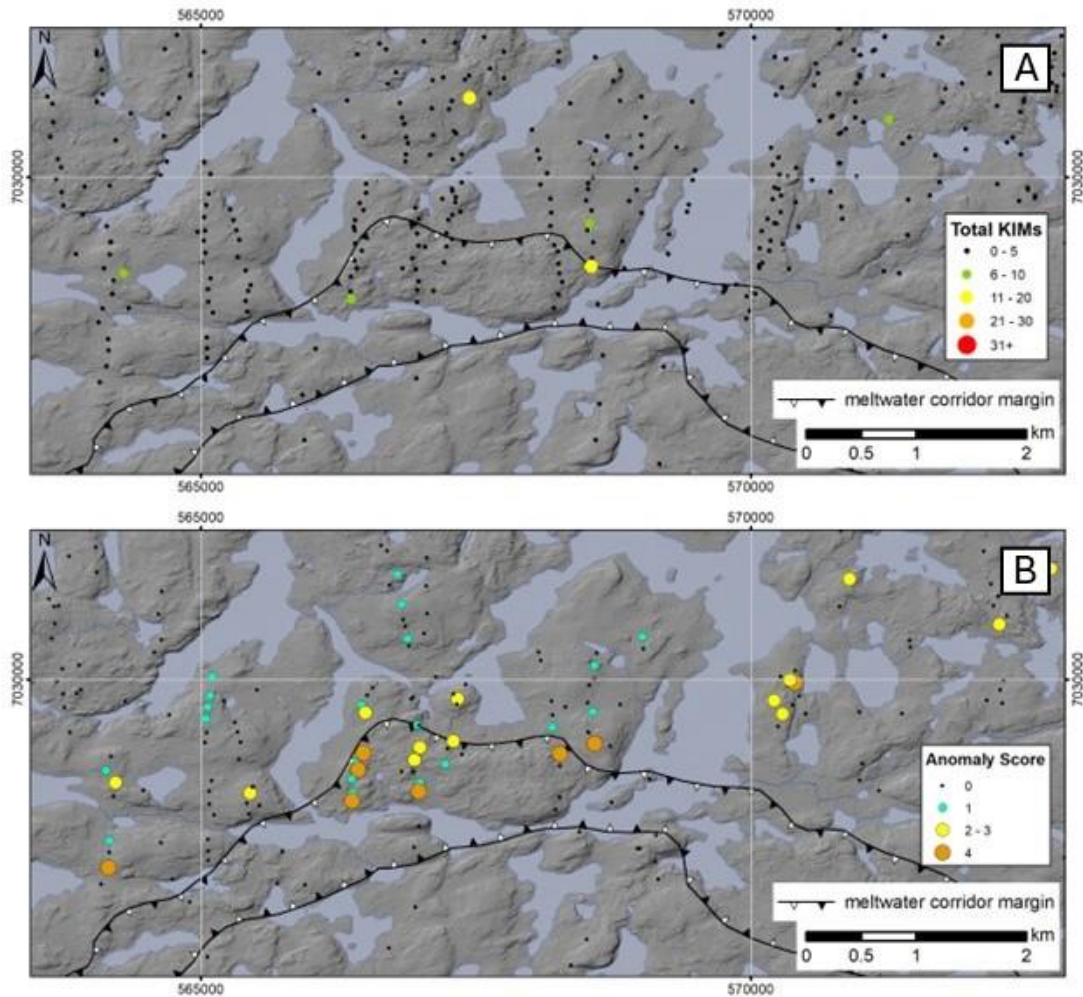 565000 570000
N
A
7030000 7030000
Total KIMs
0 - 5
6 - 10
11 - 20
21 - 30
31+
meltwater corridor margin
km
0 0.5 1 2
565000 570000
565000 570000
N
B
7030000 7030000
Anomaly Score
0
1
2 - 3
4
meltwater corridor margin
km
0 0.5 1 2
565000 570000